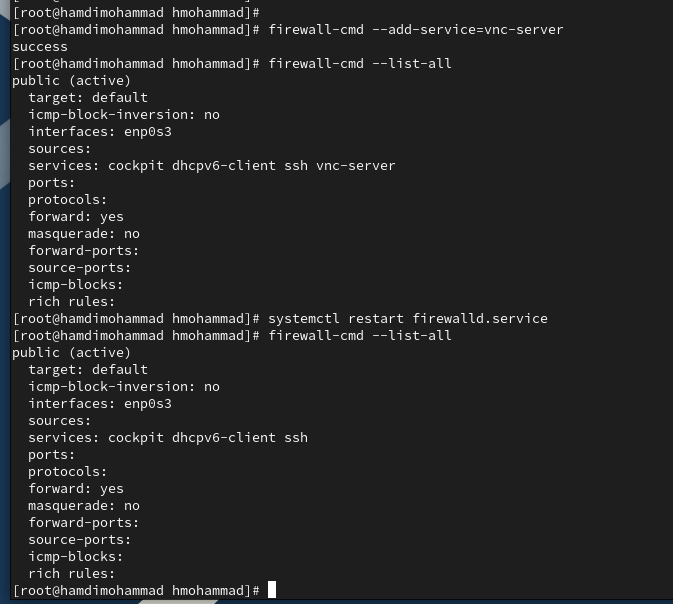 [root@hamdimohammad hmohammad]#
[root@hamdimohammad hmohammad]# firewall-cmd --add-service=vnc-server
success
[root@hamdimohammad hmohammad]# firewall-cmd --list-all
public (active)
  target: default
  icmp-block-inversion: no
  interfaces: enp0s3
  sources:
  services: cockpit dhcpv6-client ssh vnc-server
  ports:
  protocols:
  forward: yes
  masquerade: no
  forward-ports:
  source-ports:
  icmp-blocks:
  rich rules:
[root@hamdimohammad hmohammad]# systemctl restart firewalld.service
[root@hamdimohammad hmohammad]# firewall-cmd --list-all
public (active)
  target: default
  icmp-block-inversion: no
  interfaces: enp0s3
  sources:
  services: cockpit dhcpv6-client ssh
  ports:
  protocols:
  forward: yes
  masquerade: no
  forward-ports:
  source-ports:
  icmp-blocks:
  rich rules:
[root@hamdimohammad hmohammad]#